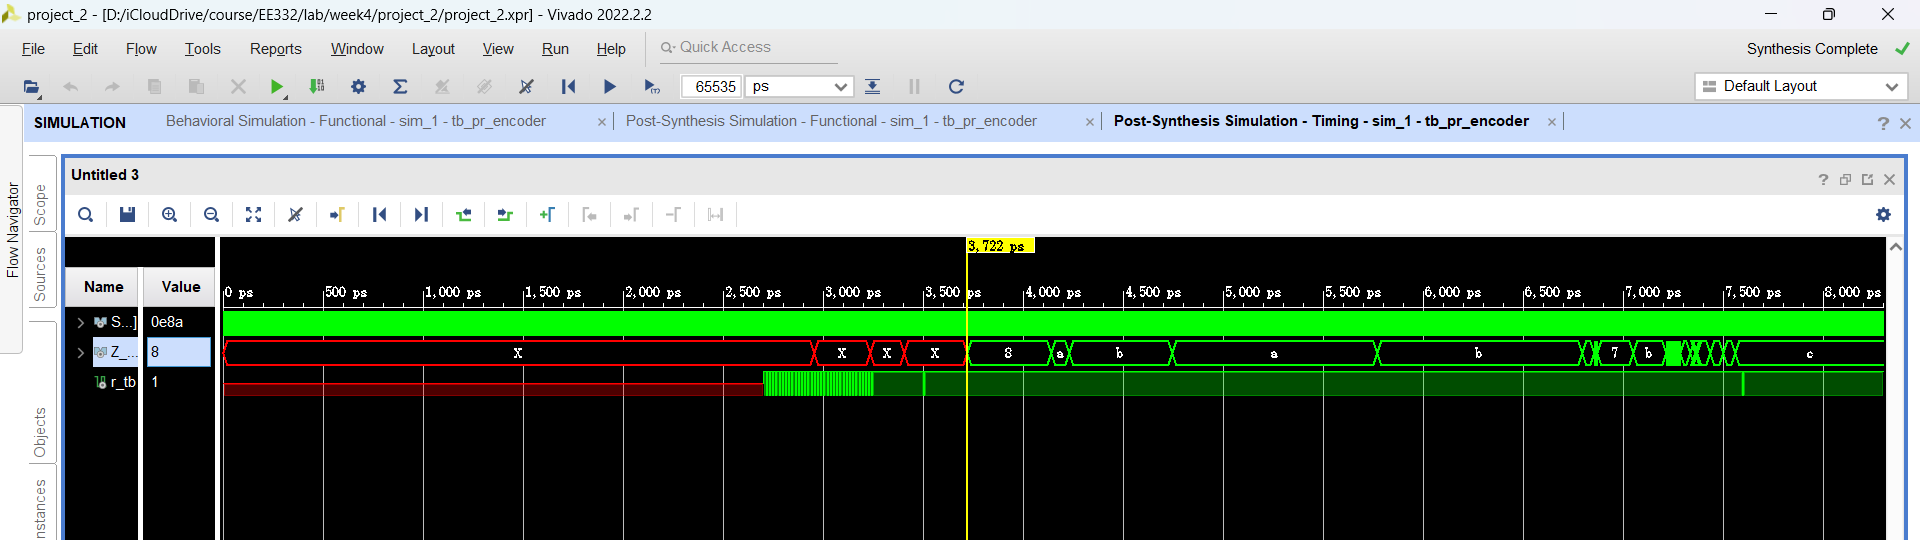 project_2 - [D:/iCloudDrive/course/EE332/lab/week4/project_2/project_2.xpr] - Vivado 2022.2.2
File Edit Flow Tools Reports Window Layout View Run Help Quick Access Synthesis Complete
65535 ps Default Layout
SIMULATION Behavioral Simulation - Functional - sim_1 - tb_pr_encoder Post-Synthesis Simulation - Functional - sim_1 - tb_pr_encoder Post-Synthesis Simulation - Timing - sim_1 - tb_pr_encoder
Flow Navigator
Scope
Sources
Objects
nstances
Untitled 3
3,722 ps
Name Value 0 ps 500 ps 1,000 ps 1,500 ps 2,000 ps 2,500 ps 3,000 ps 3,500 ps 4,000 ps 4,500 ps 5,000 ps 5,500 ps 6,000 ps 6,500 ps 7,000 ps 7,500 ps 8,000 ps
S...] 0e8a
Z_... 8 X X X X 8 a b a b 7 b c
r_tb 1